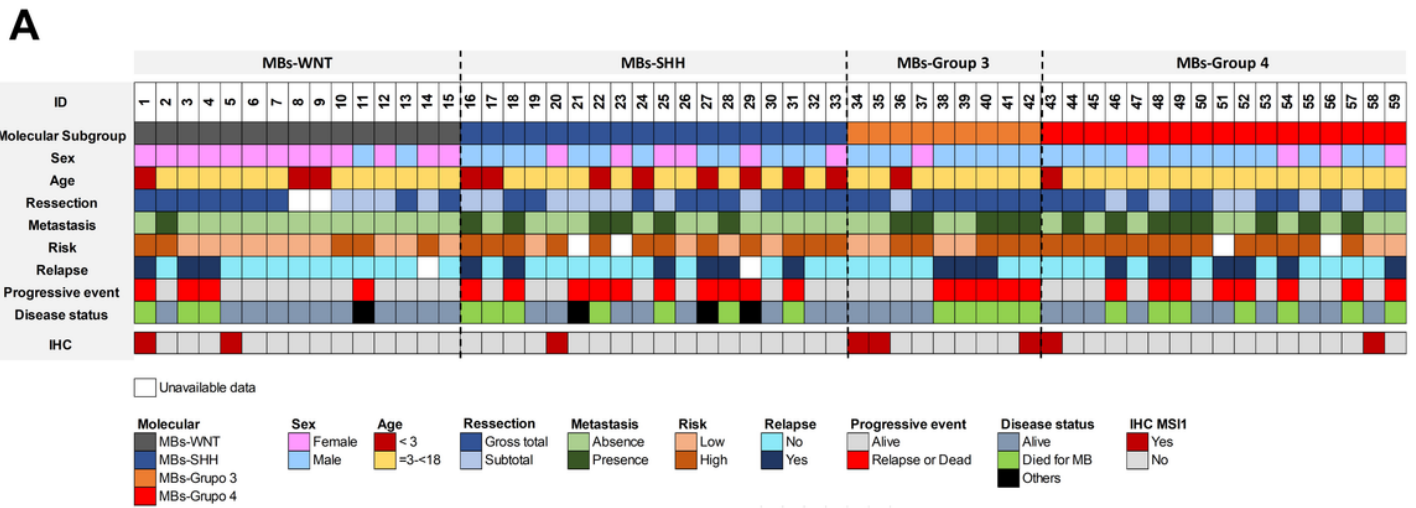 A
MBs-WNT MBs-SHH MBs-Group 3 MBs-Group 4
ID 1 2 3 4 5 6 7 8 9 10 11 12 13 14 15 16 17 18 19 20 21 22 23 24 25 26 27 28 29 30 31 32 33 34 35 36 37 38 39 40 41 42 43 44 45 46 47 48 49 50 51 52 53 54 55 56 57 58 59
Molecular Subgroup
Sex
Age
Ressection
Metastasis
Risk
Relapse
Progressive event
Disease status
IHC
Unavailable data
Molecular Sex Age Ressection Metastasis Risk Relapse Progressive event Disease status IHC MSI1
MBs-WNT Female < 3 Gross total Absence Low No Alive Alive Yes
MBs-SHH Male =3-<18 Subtotal Presence High Yes Relapse or Dead Died for MB No
MBs-Grupo 3 Others
MBs-Grupo 4